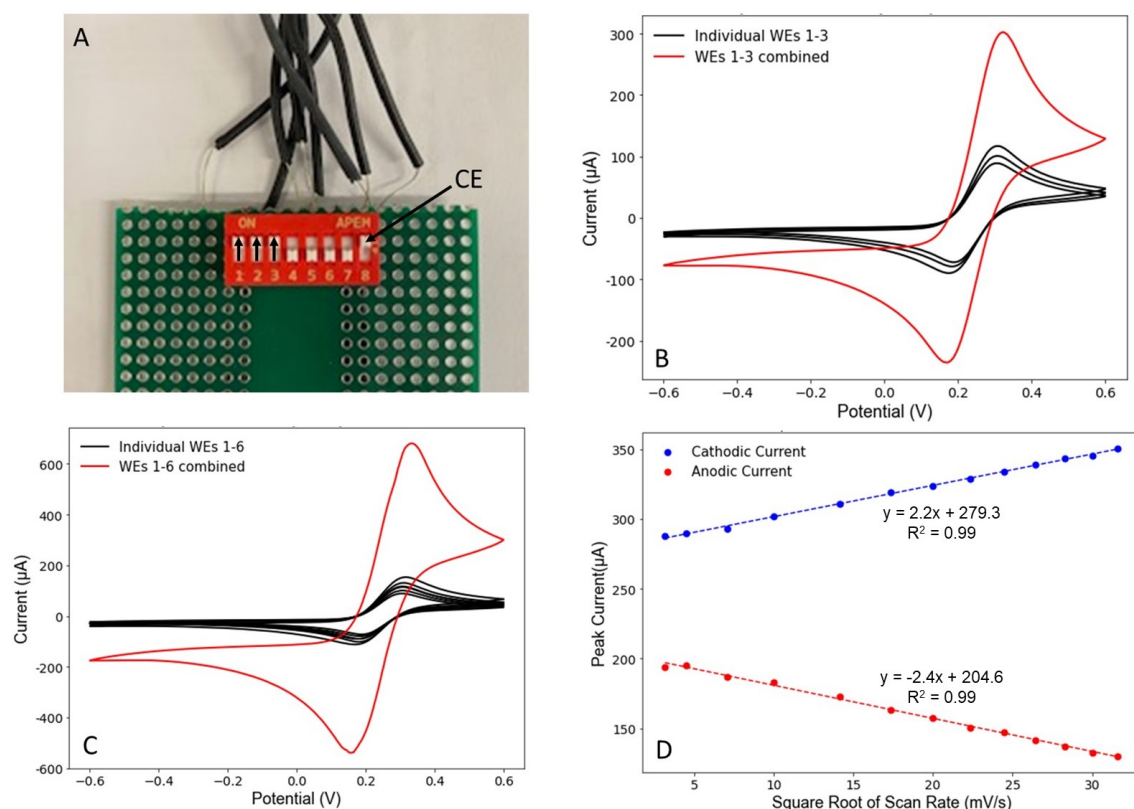 A
CE
ON APEM
1 2 3 4 5 6 7 8
Individual WEs 1-3
WEs 1-3 combined
300
200
100
0
-100
-200
Current (µA)
B
−0.6 −0.4 −0.2 0.0 0.2 0.4 0.6
Potential (V)
Individual WEs 1-6
WEs 1-6 combined
600
400
200
0
-200
-400
-600
Current (µA)
C
−0.6 −0.4 −0.2 0.0 0.2 0.4 0.6
Potential (V)
Cathodic Current
Anodic Current
350
300
250
200
150
Peak Current(µA)
y = 2.2x + 279.3
R² = 0.99
y = -2.4x + 204.6
R² = 0.99
D
5 10 15 20 25 30
Square Root of Scan Rate (mV/s)